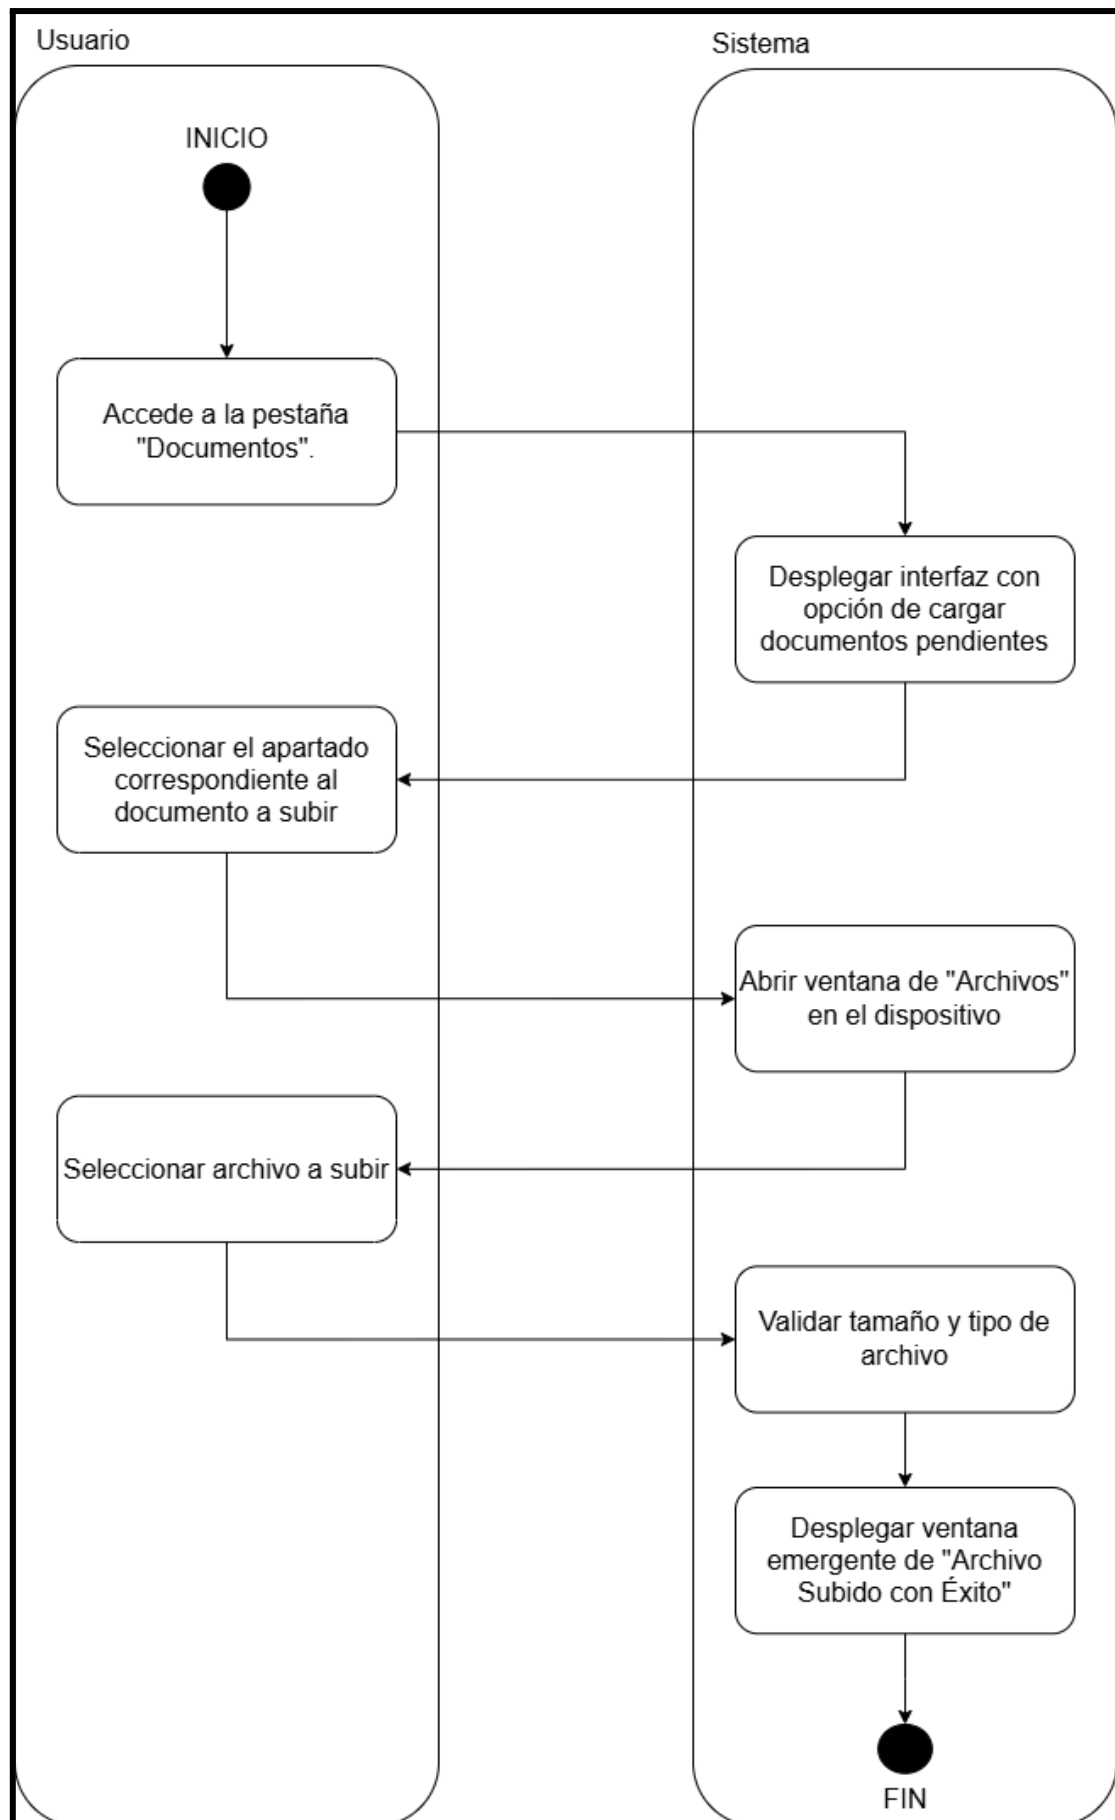 Usuario
Sistema
INICIO
Accede a la pestaña
"Documentos".
Desplegar interfaz con
opción de cargar
documentos pendientes
Seleccionar el apartado
correspondiente al
documento a subir
Abrir ventana de "Archivos"
en el dispositivo
Seleccionar archivo a subir
Validar tamaño y tipo de
archivo
Desplegar ventana
emergente de "Archivo
Subido con Éxito"
FIN